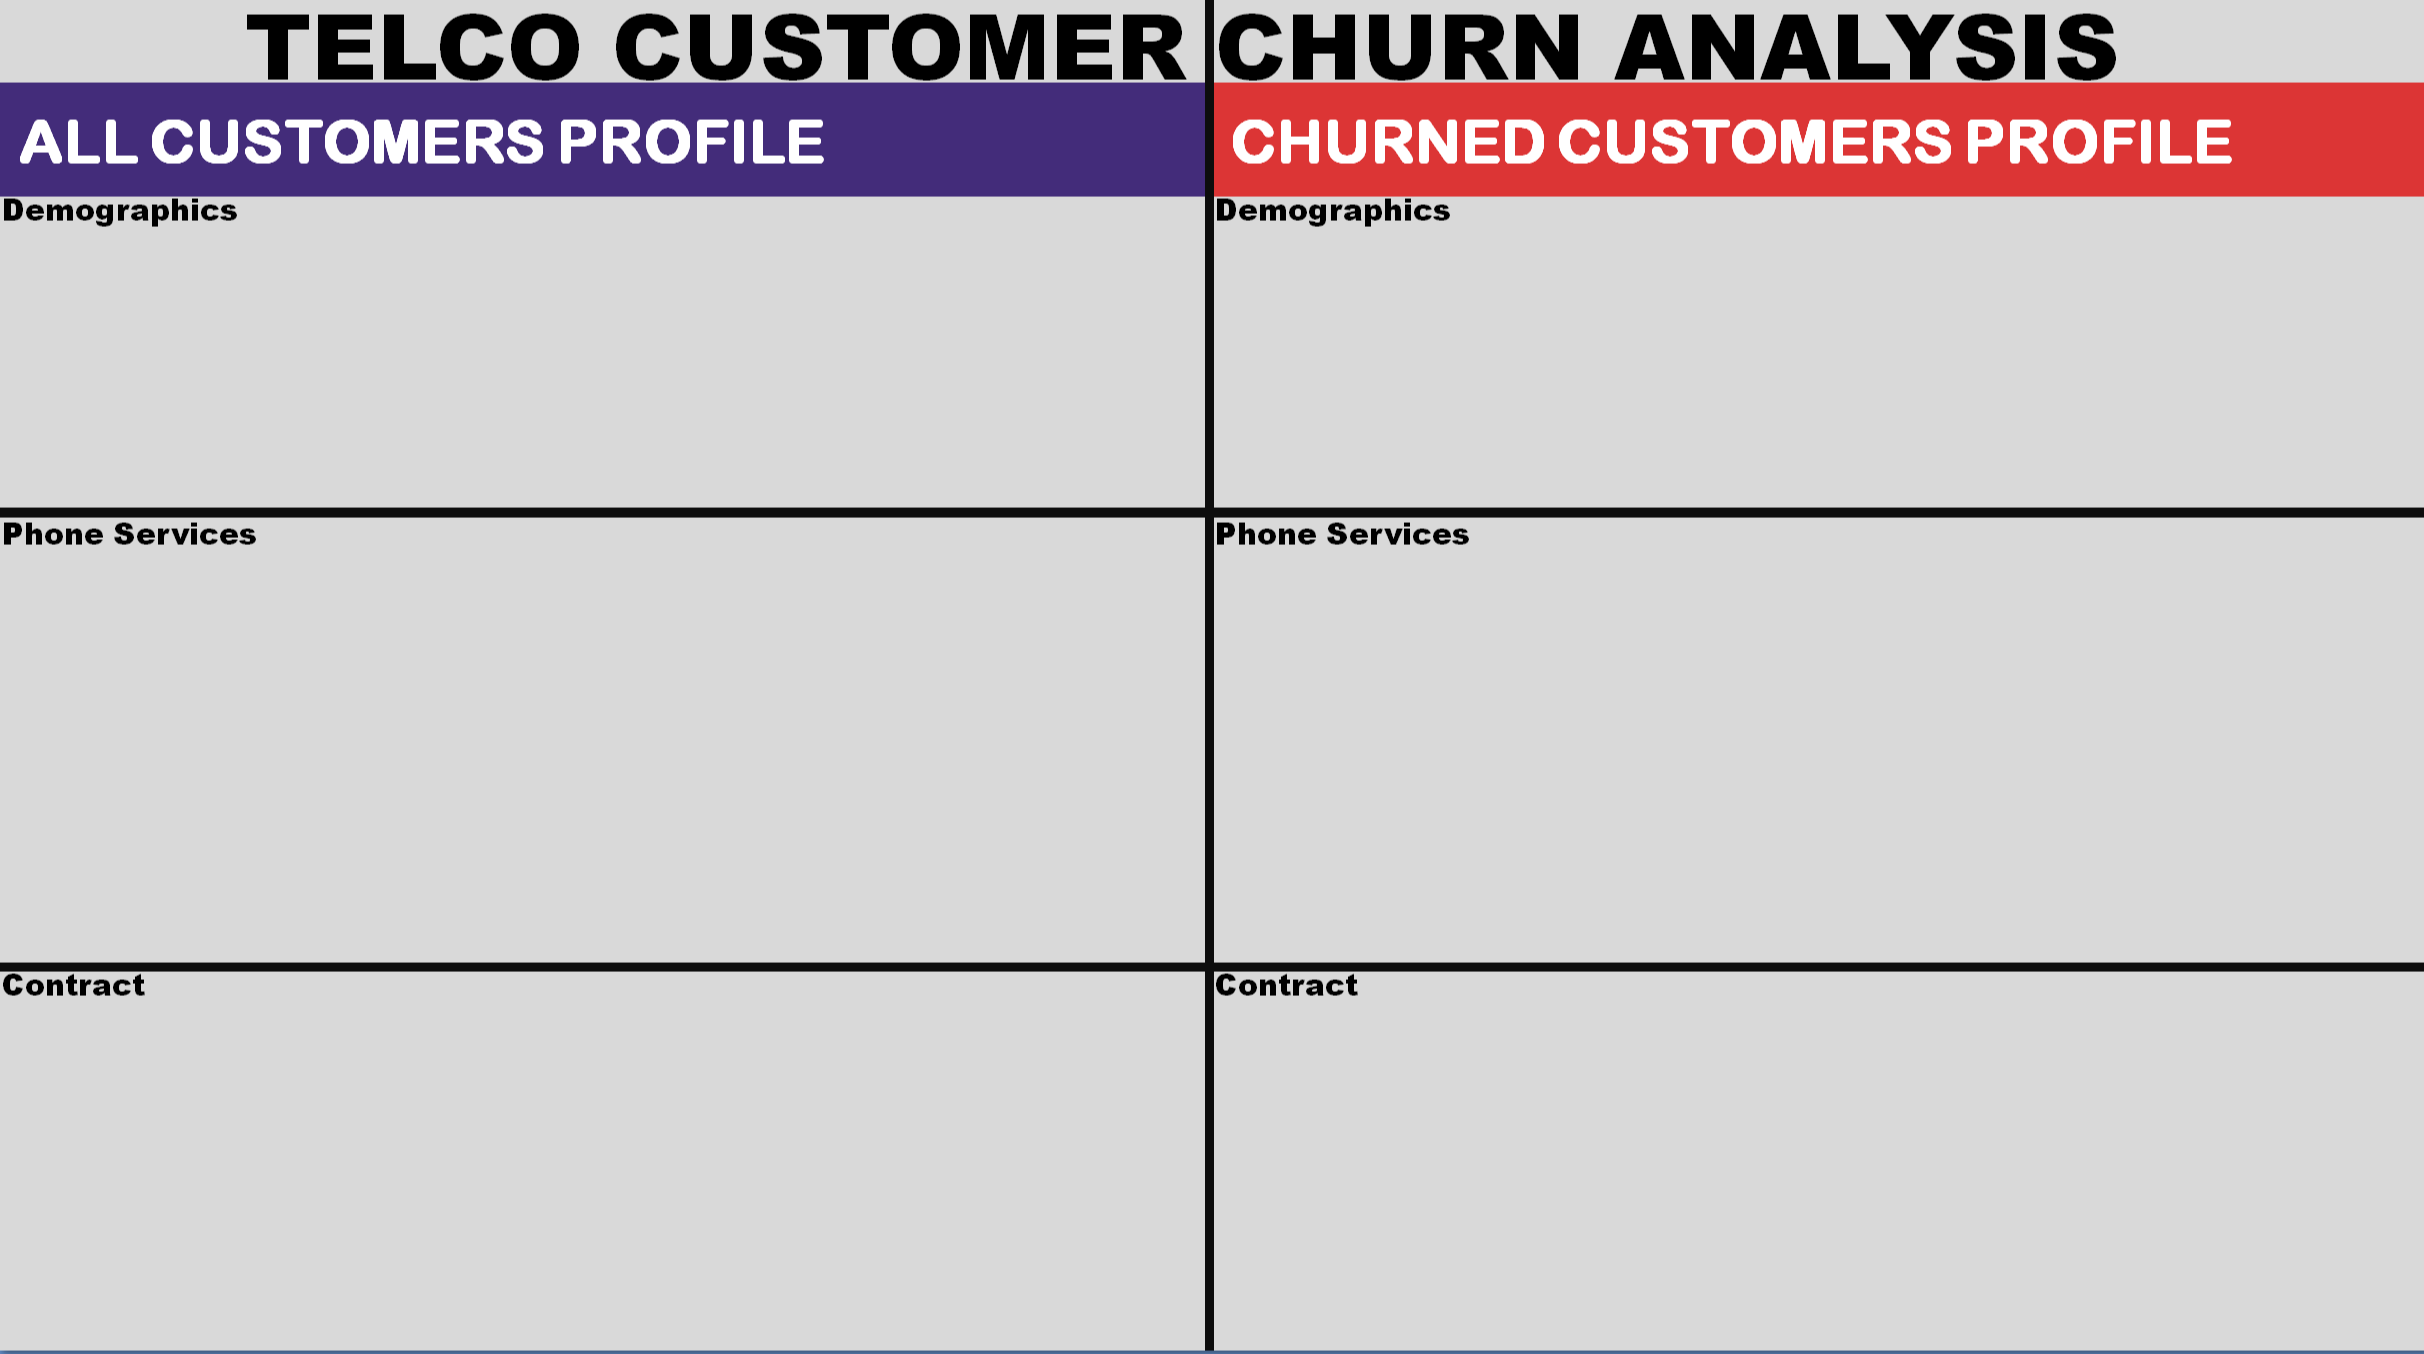 TELCO CUSTOMER CHURN ANALYSIS
ALL CUSTOMERS PROFILE
CHURNED CUSTOMERS PROFILE
Demographics
Demographics
Phone Services
Phone Services
Contract
Contract